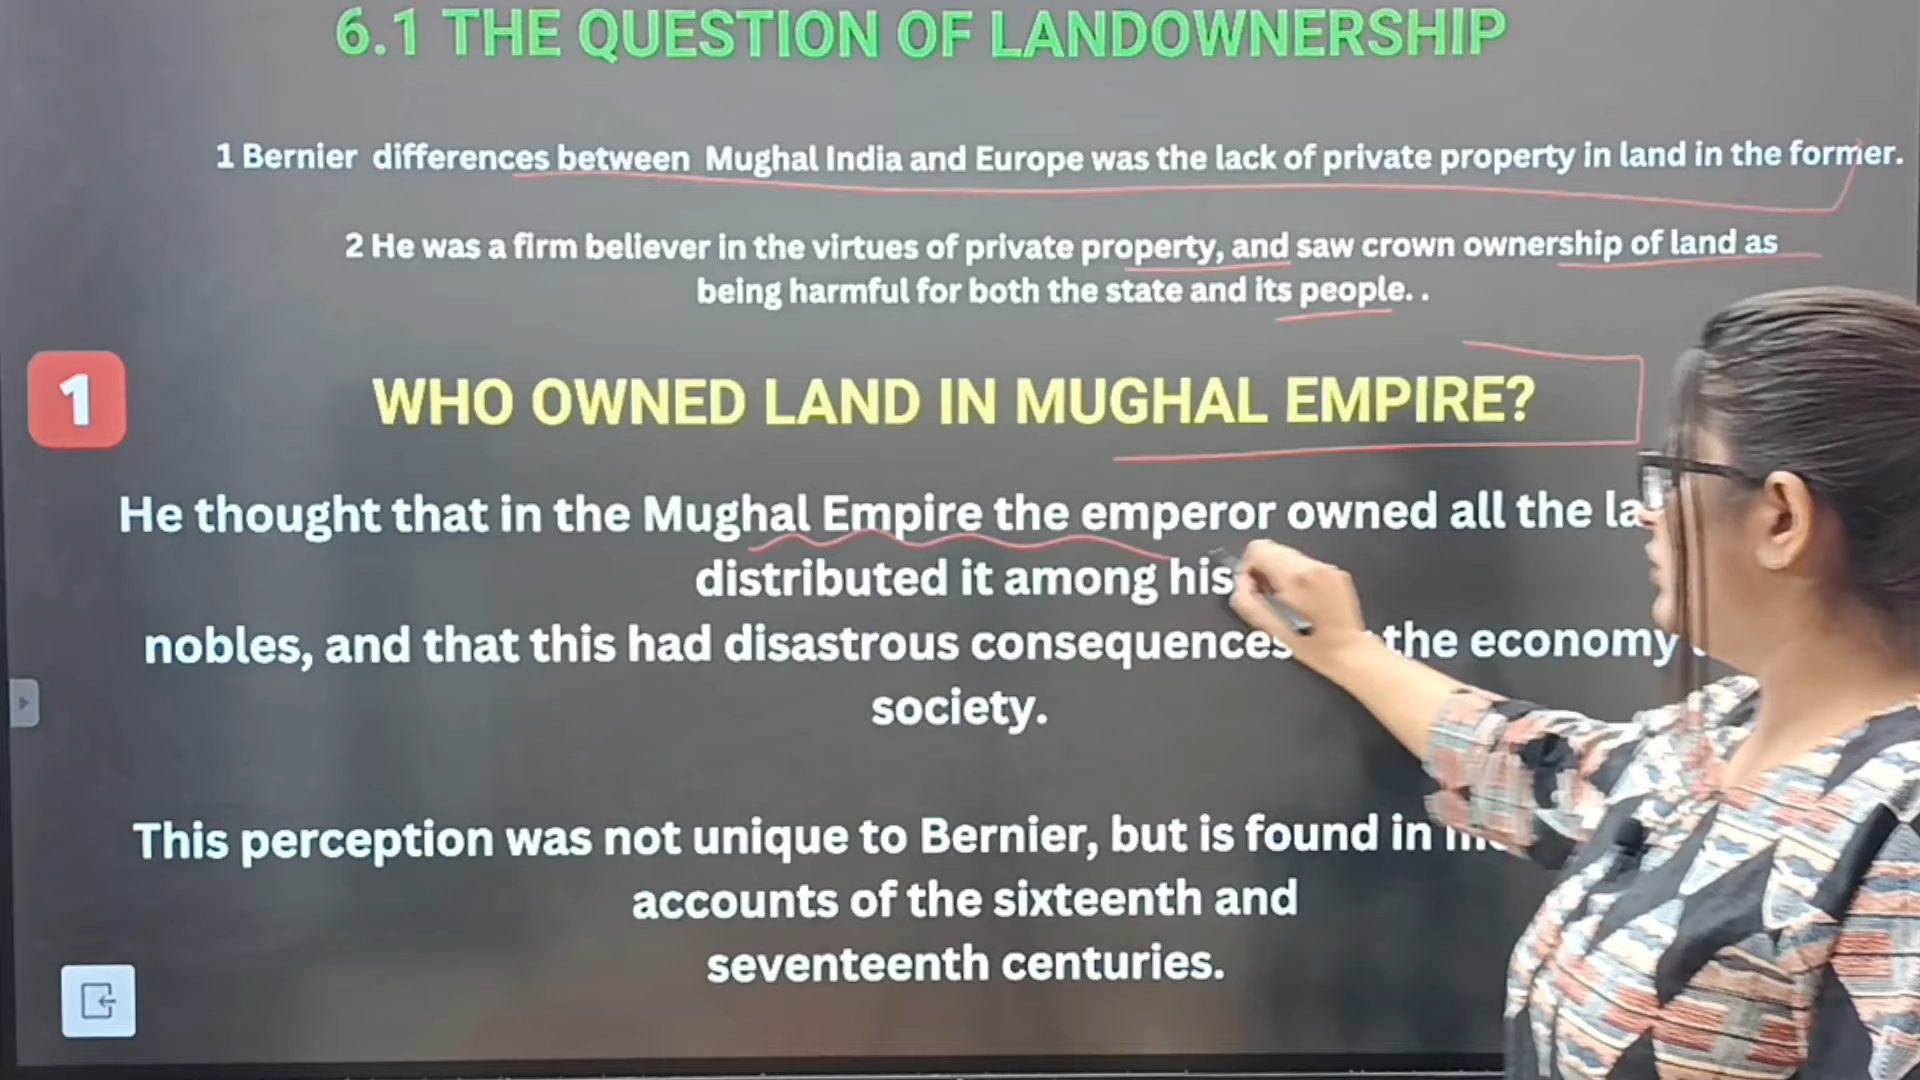 6.1 THE QUESTION OF LANDOWNERSHIP
1 Bernier differences between Mughal India and Europe was the lack of private property in land in the former.
2 He was a firm believer in the virtues of private property, and saw crown ownership of land as
being harmful for both the state and its people. .
1
WHO OWNED LAND IN MUGHAL EMPIRE?
He thought that in the Mughal Empire the emperor owned all the
distributed it among his
nobles, and that this had disastrous consequences the economy
society.
This perception was not unique to Bernier, but is found in
accounts of the sixteenth and
seventeenth centuries.